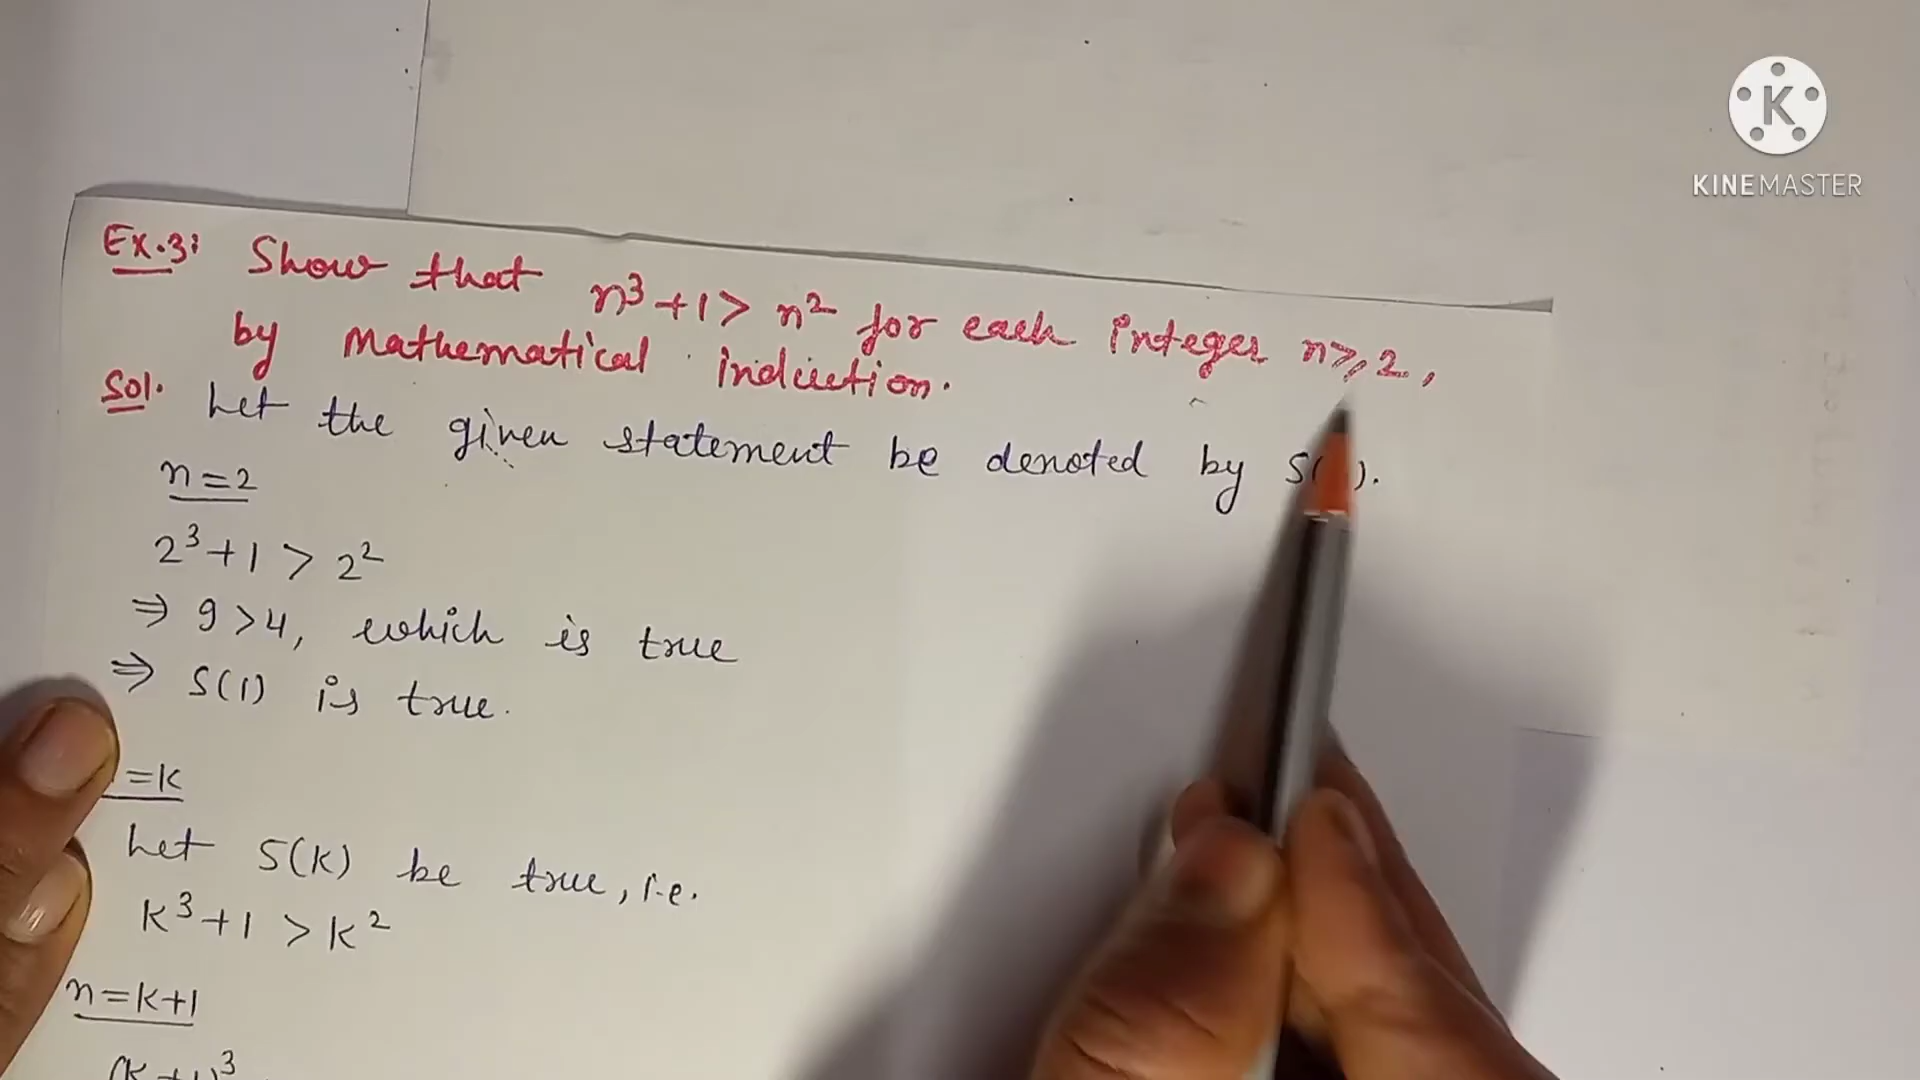 K
KINEMASTER
Ex.3: Show that n³+1 > n² for each integer n ⩾ 2,
by Mathematical induction.
Sol. Let the given statement be denoted by S( ).
n=2
2³+1 > 2²
⇒ 9>4, which is true
⇒ S(1) is true.
=k
Let S(k) be true, i.e.
k³+1 > k²
n=k+1
(k+1)³